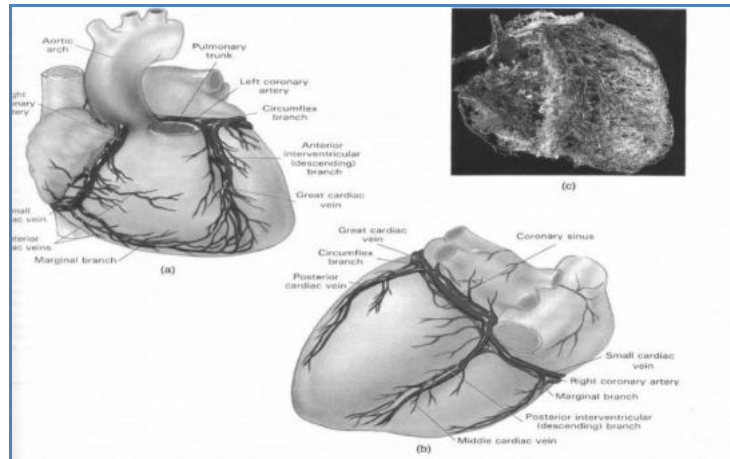 Aortic
arch
Pulmonary
trunk
Left coronary
artery
Circumflex
branch
Anterior
interventricular
(descending)
branch
Great cardiac
vein
Marginal branch
(a)
(c)
Great cardiac
vein
Circumflex
branch
Posterior
cardiac vein
Coronary sinus
Small cardiac
vein
Right coronary artery
Marginal branch
Posterior interventricular
(descending) branch
Middle cardiac vein
(b)